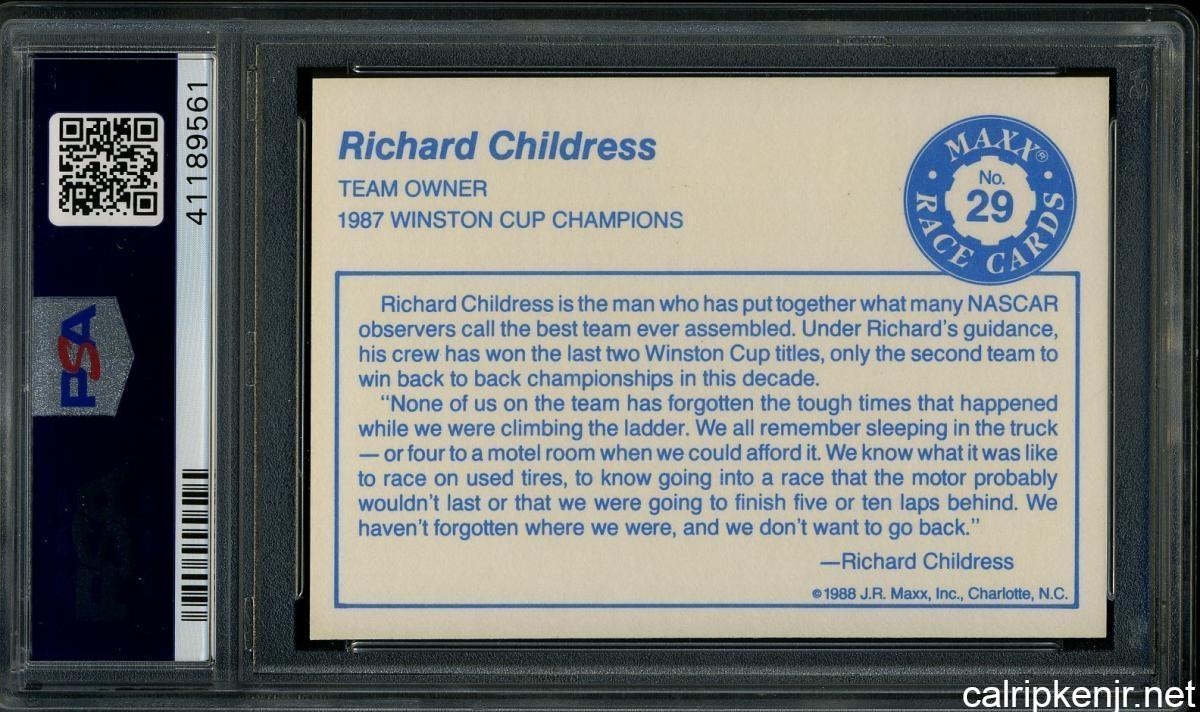 41189561
PSA
Richard Childress
TEAM OWNER
1987 WINSTON CUP CHAMPIONS
MAXX®
No.
29
RACE CARDS
Richard Childress is the man who has put together what many NASCAR
observers call the best team ever assembled. Under Richard's guidance,
his crew has won the last two Winston Cup titles, only the second team to
win back to back championships in this decade.
"None of us on the team has forgotten the tough times that happened
while we were climbing the ladder. We all remember sleeping in the truck
— or four to a motel room when we could afford it. We know what it was like
to race on used tires, to know going into a race that the motor probably
wouldn't last or that we were going to finish five or ten laps behind. We
haven't forgotten where we were, and we don't want to go back."
—Richard Childress
©1988 J.R. Maxx, Inc., Charlotte, N.C.
PSA
calripkenjr.net